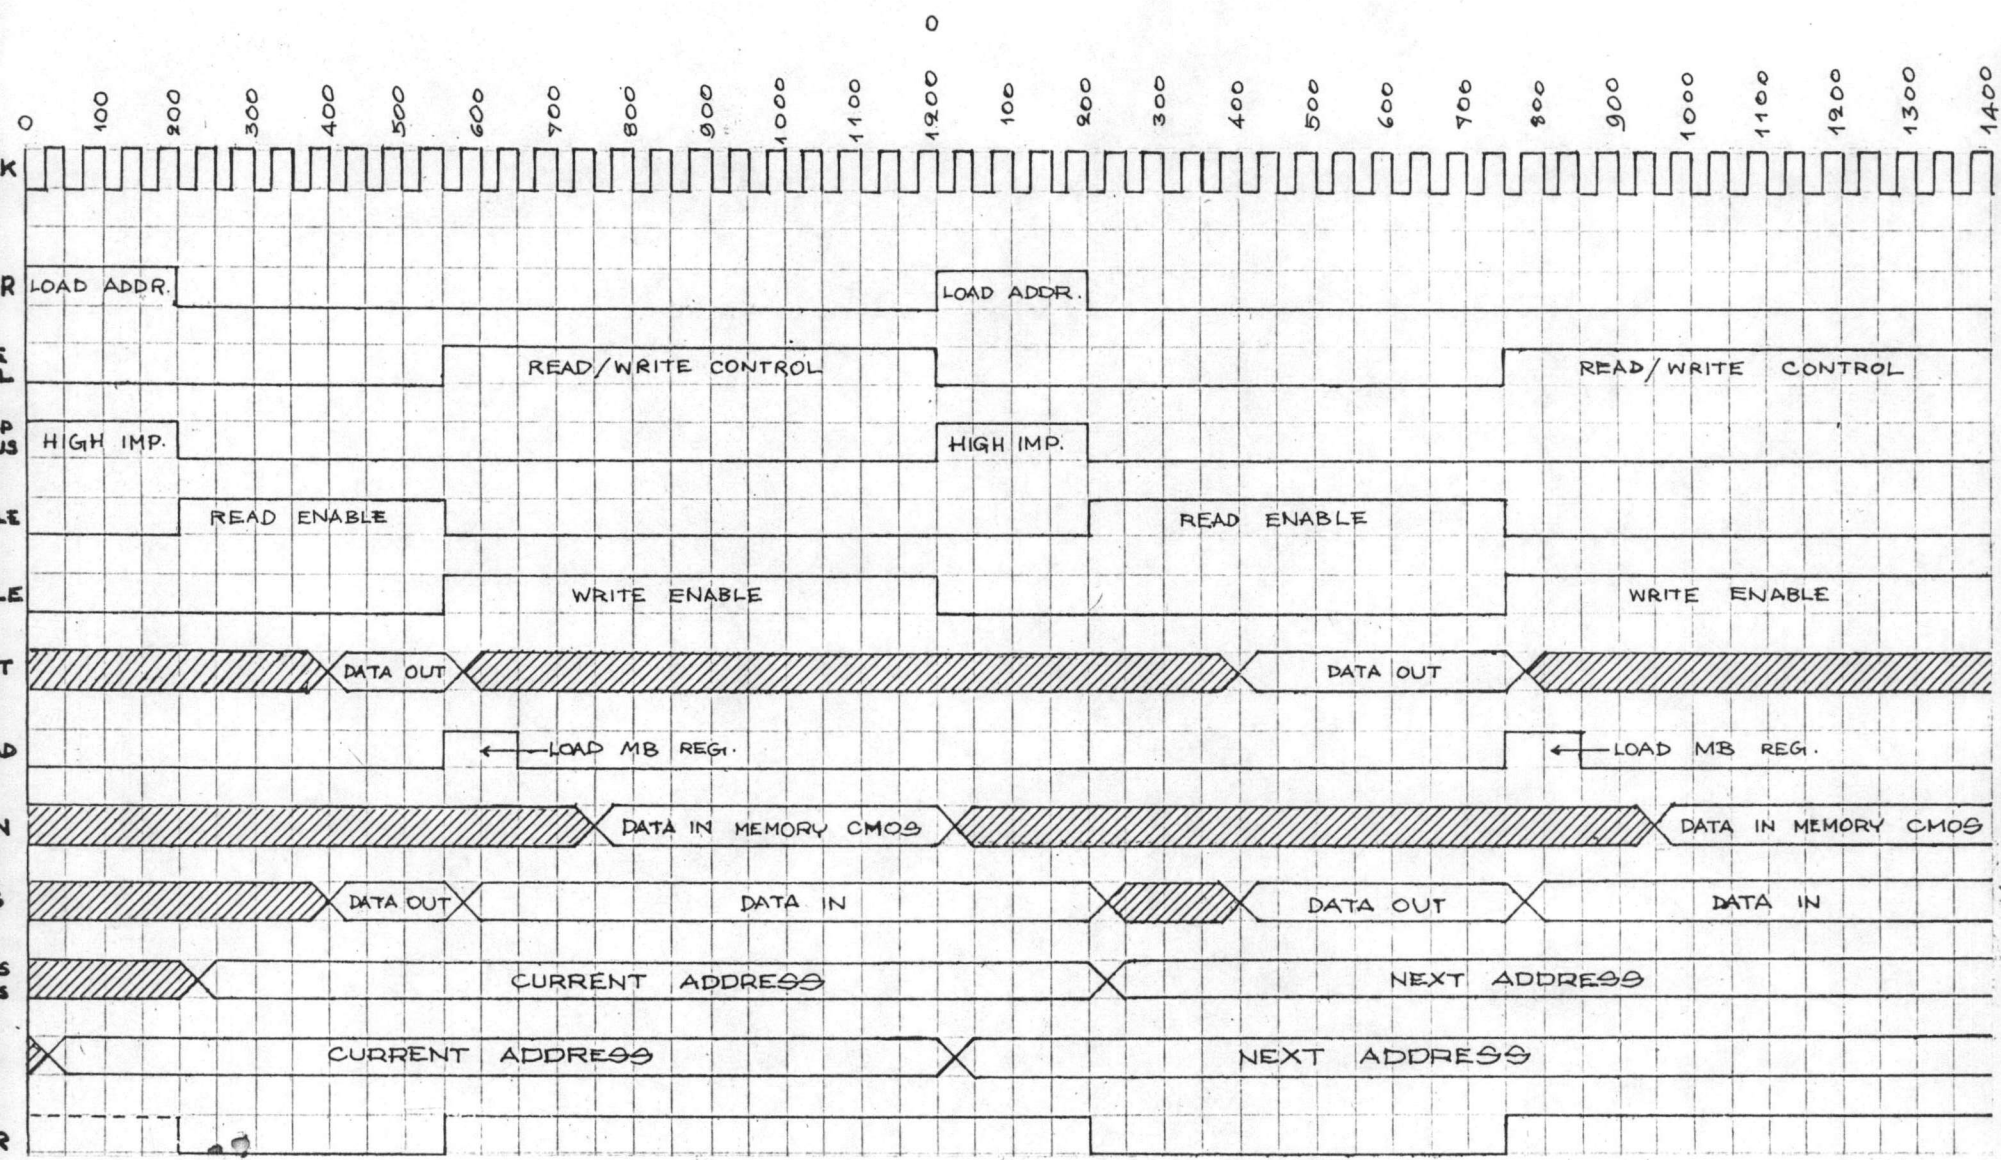 O
0 100 200 300 400 500 600 700 800 900 1000 1100 1200 100 200 300 400 500 600 700 800 900 1000 1100 1200 1300 1400
K
R LOAD ADDR. LOAD ADDR.
L READ/WRITE CONTROL READ/WRITE CONTROL
P
US HIGH IMP. HIGH IMP.
LE READ ENABLE READ ENABLE
LE WRITE ENABLE WRITE ENABLE
T DATA OUT DATA OUT
D LOAD MB REG. LOAD MB REG.
N DATA IN MEMORY CMOS DATA IN MEMORY CMOS
S DATA OUT DATA IN DATA OUT DATA IN
S
S CURRENT ADDRESS NEXT ADDRESS
CURRENT ADDRESS NEXT ADDRESS
R